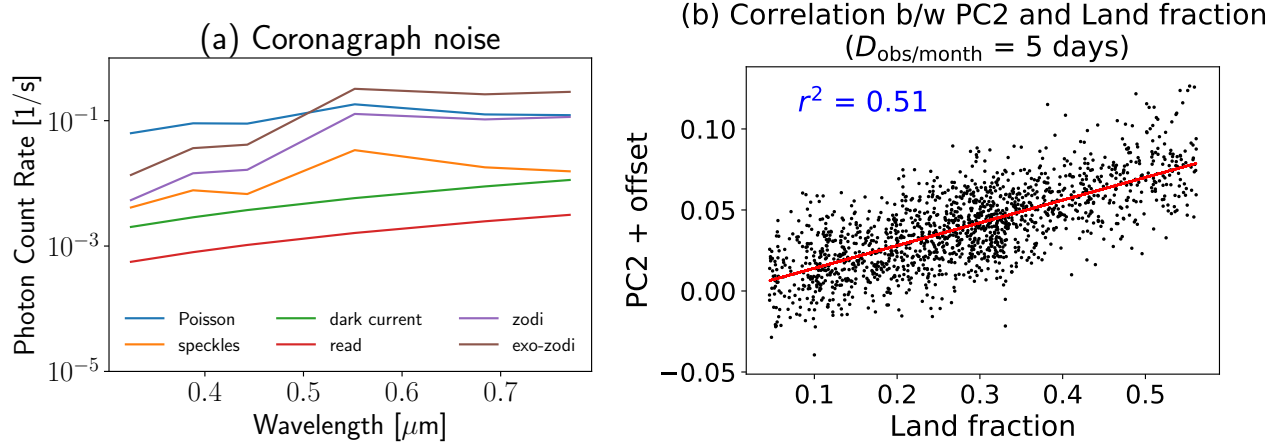 (a) Coronagraph noise
Photon Count Rate [1/s]
10⁻¹
10⁻³
10⁻⁵
Poisson
speckles
dark current
read
zodi
exo-zodi
0.4 0.5 0.6 0.7
Wavelength [μm]
(b) Correlation b/w PC2 and Land fraction
(D_obs/month = 5 days)
r² = 0.51
PC2 + offset
0.10
0.05
0.00
−0.05
0.1 0.2 0.3 0.4 0.5
Land fraction